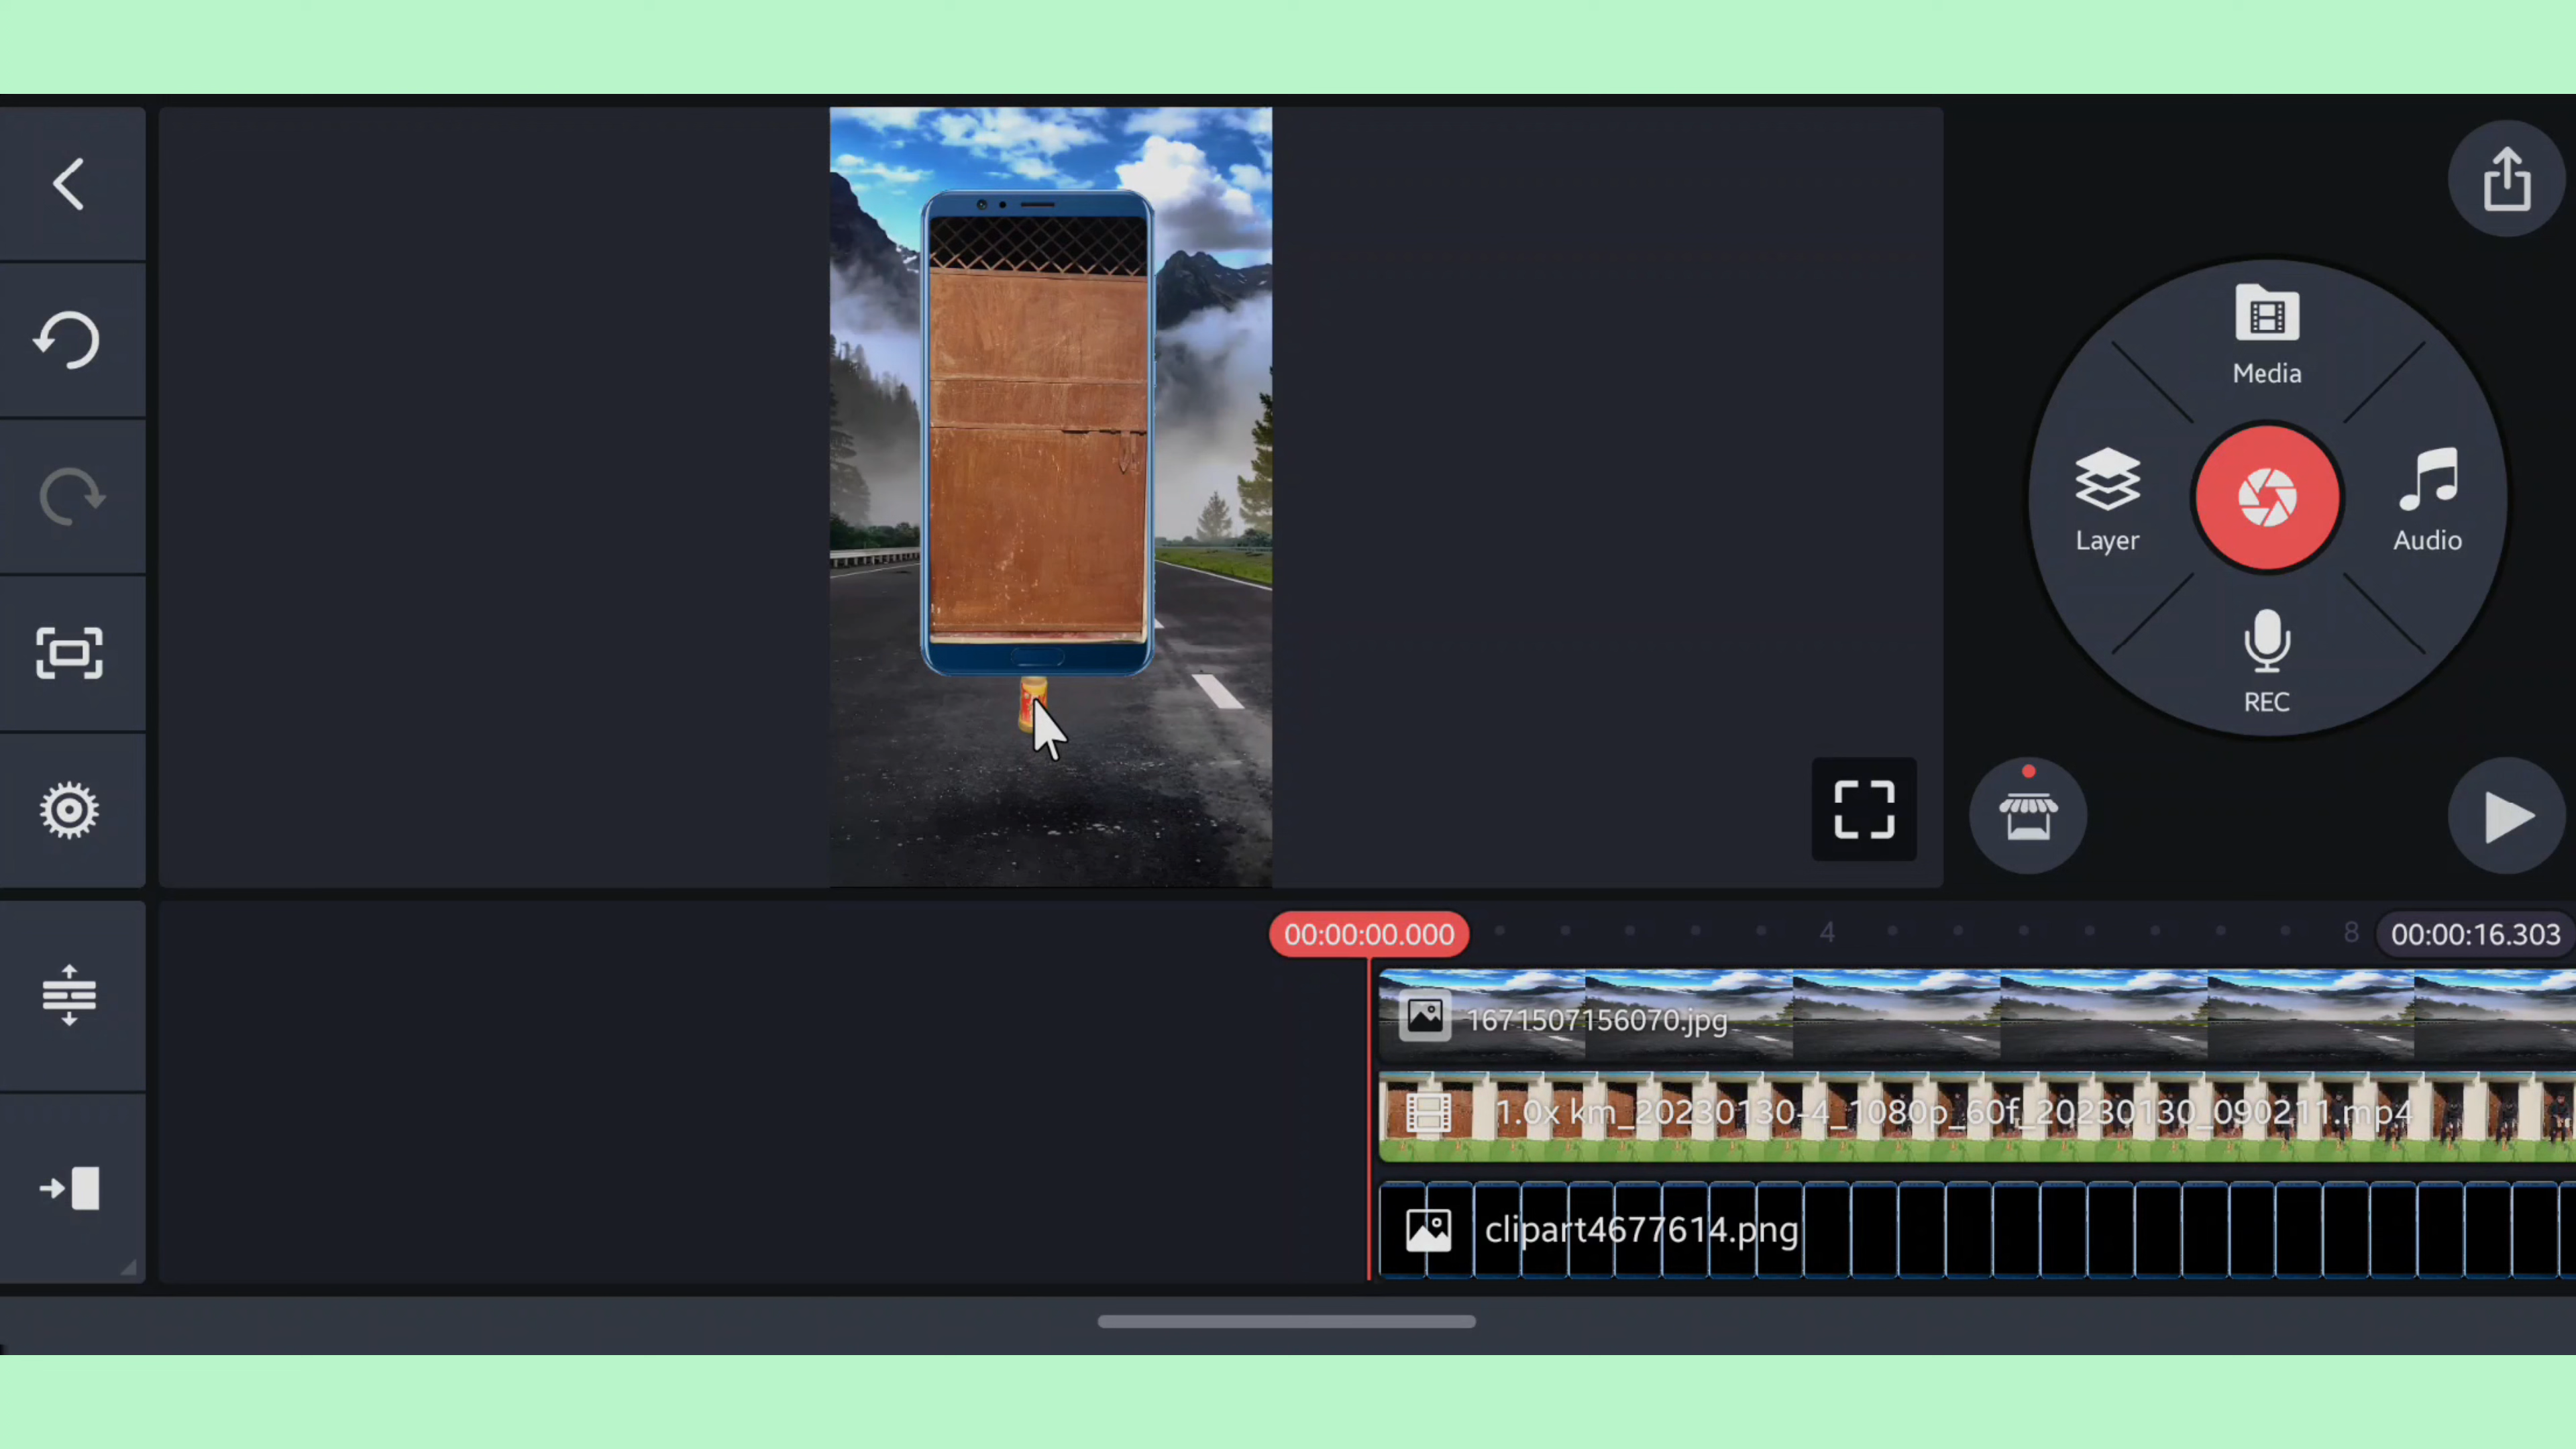 Media
Layer
Audio
REC
00:00:00.000
4
8
00:00:16.303
1671507156070.jpg
1.0x km_20230130-4_1080p_60f_20230130_090211.mp4
clipart4677614.png